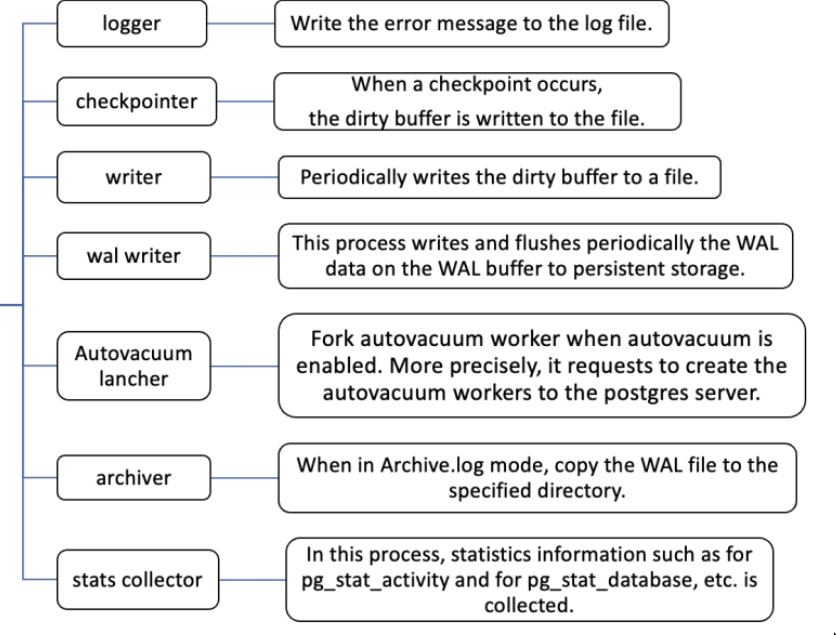 logger
Write the error message to the log file.
checkpointer
When a checkpoint occurs,
the dirty buffer is written to the file.
writer
Periodically writes the dirty buffer to a file.
wal writer
This process writes and flushes periodically the WAL
data on the WAL buffer to persistent storage.
Autovacuum
lancher
Fork autovacuum worker when autovacuum is
enabled. More precisely, it requests to create the
autovacuum workers to the postgres server.
archiver
When in Archive.log mode, copy the WAL file to the
specified directory.
stats collector
In this process, statistics information such as for
pg_stat_activity and for pg_stat_database, etc. is
collected.